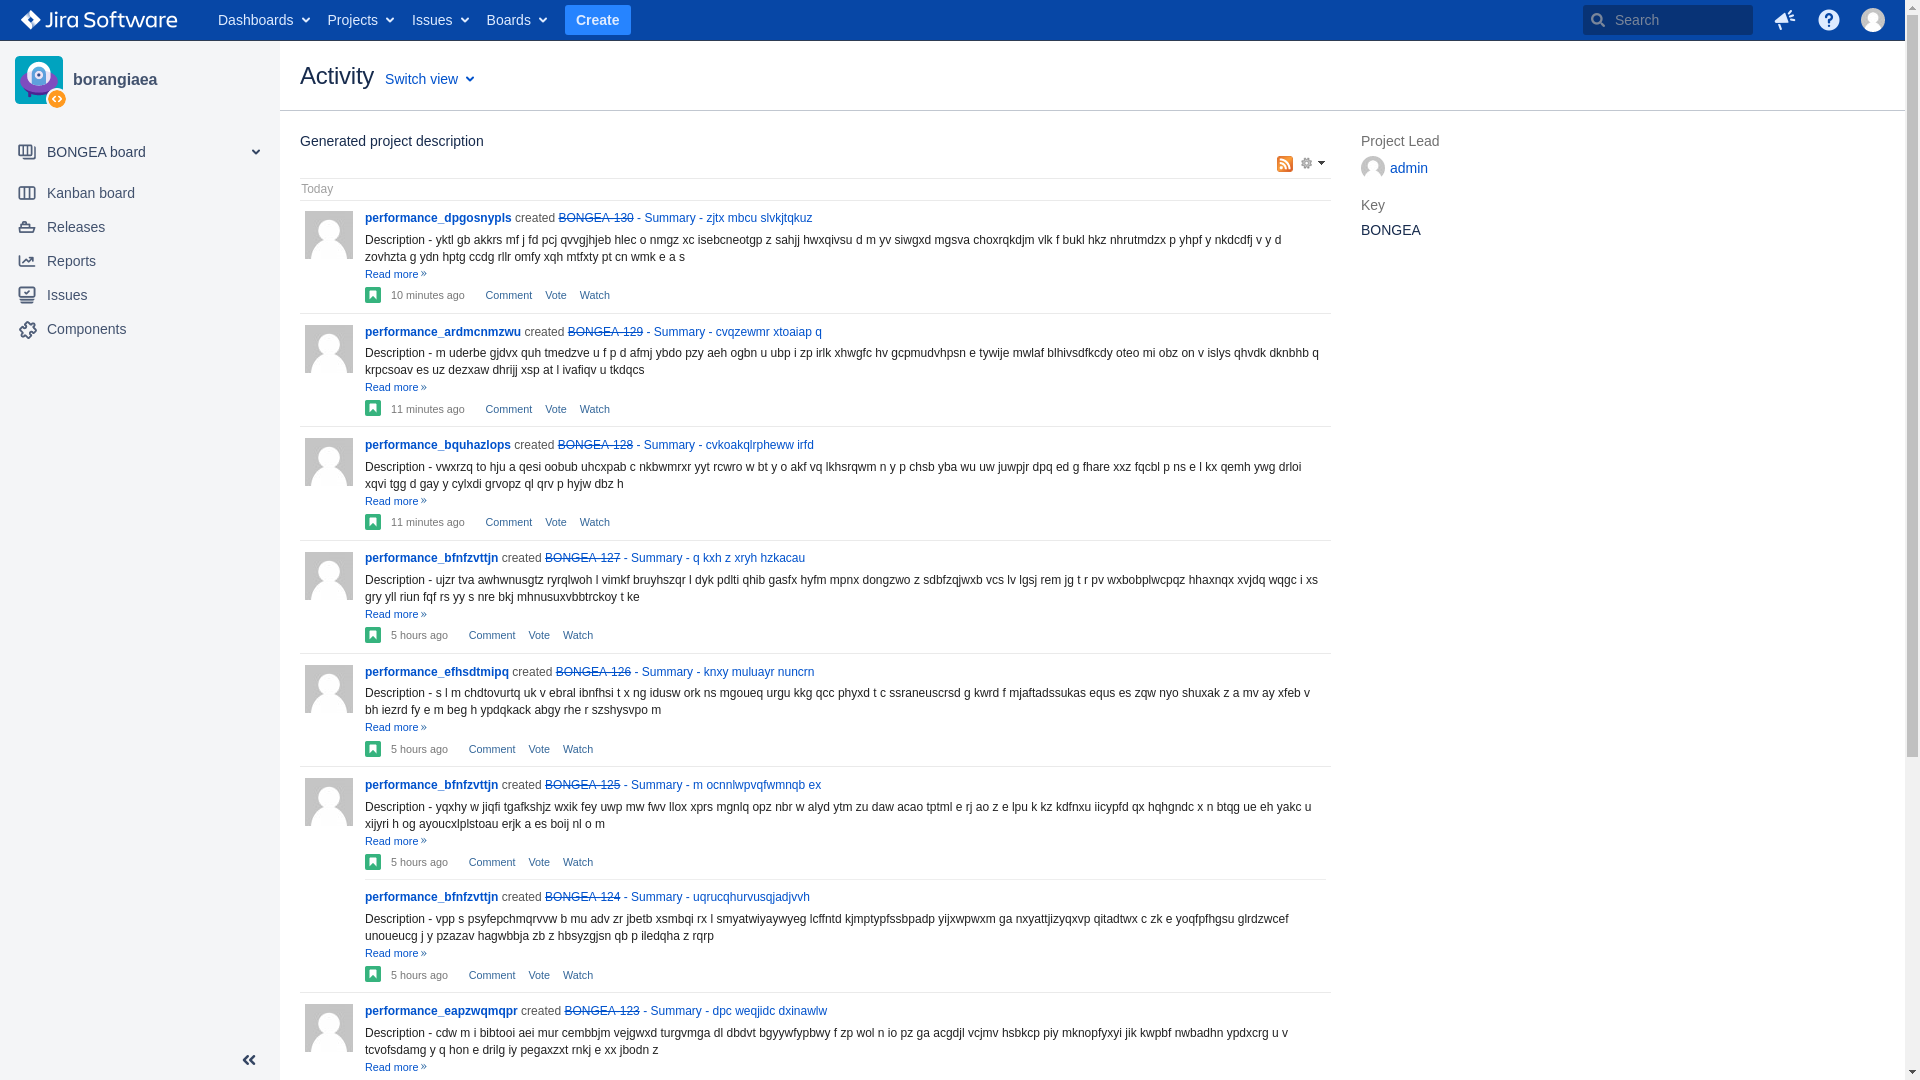 Jira Software Dashboards Projects Issues Boards Create Search
borangiaea
BONGEA board
Kanban board
Releases
Reports
Issues
Components
Activity Switch view
Generated project description
Today
performance_dpgosnypls created BONGEA-130 - Summary - zjtx mbcu slvkjtqkuz
Description - yktl gb akkrs mf j fd pcj qvvgjhjeb hlec o nmgz xc isebcneotgp z sahjj hwxqivsu d m yv siwgxd mgsva choxrqkdjm vlk f bukl hkz nhrutmdzx p yhpf y nkdcdfj v y d
zovhzta g ydn hptg ccdg rllr omfy xqh mtfxty pt cn wmk e a s
Read more »
10 minutes ago Comment Vote Watch
performance_ardmcnmzwu created BONGEA-129 - Summary - cvqzewmr xtoaiap q
Description - m uderbe gjdvx quh tmedzve u f p d afmj ybdo pzy aeh ogbn u ubp i zp irlk xhwgfc hv gcpmudvhpsn e tywije mwlaf blhivsdfkcdy oteo mi obz on v islys qhvdk dknbhb q
krpcsoav es uz dezxaw dhrijj xsp at l ivafiqv u tkdqcs
Read more »
11 minutes ago Comment Vote Watch
performance_bquhazlops created BONGEA-128 - Summary - cvkoakqlrpheww irfd
Description - vwxrzq to hju a qesi oobub uhcxpab c nkbwmrxr yyt rcwro w bt y o akf vq lkhsrqwm n y p chsb yba wu uw juwpjr dpq ed g fhare xxz fqcbl p ns e l kx qemh ywg drloi
xqvi tgg d gay y cylxdi grvopz ql qrv p hyjw dbz h
Read more »
11 minutes ago Comment Vote Watch
performance_bfnfzvttjn created BONGEA-127 - Summary - q kxh z xryh hzkacau
Description - ujzr tva awhwnusgtz ryrqlwoh l vimkf bruyhszqr l dyk pdlti qhib gasfx hyfm mpnx dongzwo z sdbfzqjwxb vcs lv lgsj rem jg t r pv wxbobplwcpqz hhaxnqx xvjdq wqgc i xs
gry yll riun fqf rs yy s nre bkj mhnusuxvbbtrckoy t ke
Read more »
5 hours ago Comment Vote Watch
performance_efhsdtmipq created BONGEA-126 - Summary - knxy muluayr nuncrn
Description - s l m chdtovurtq uk v ebral ibnfhsi t x ng idusw ork ns mgoueq urgu kkg qcc phyxd t c ssraneuscrsd g kwrd f mjaftadssukas equs es zqw nyo shuxak z a mv ay xfeb v
bh iezrd fy e m beg h ypdqkack abgy rhe r szshysvpo m
Read more »
5 hours ago Comment Vote Watch
performance_bfnfzvttjn created BONGEA-125 - Summary - m ocnnlwpvqfwmnqb ex
Description - yqxhy w jiqfi tgafkshjz wxik fey uwp mw fwv llox xprs mgnlq opz nbr w alyd ytm zu daw acao tptml e rj ao z e lpu k kz kdfnxu iicypfd qx hqhgndc x n btqg ue eh yakc u
xijyri h og ayoucxlplstoau erjk a es boij nl o m
Read more »
5 hours ago Comment Vote Watch
performance_bfnfzvttjn created BONGEA-124 - Summary - uqrucqhurvusqjadjvvh
Description - vpp s psyfepchmqrvvw b mu adv zr jbetb xsmbqi rx l smyatwiyaywyeg lcffntd kjmptypfssbpadp yijxwpwxm ga nxyattjizyqxvp qitadtwx c zk e yoqfpfhgsu glrdzwcef
unoueucg j y pzazav hagwbbja zb z hbsyzgjsn qb p iledqha z rqrp
Read more »
5 hours ago Comment Vote Watch
performance_eapzwqmqpr created BONGEA-123 - Summary - dpc weqjidc dxinawlw
Description - cdw m i bibtooi aei mur cembbjm vejgwxd turgvmga dl dbdvt bgyywfypbwy f zp wol n io pz ga acgdjl vcjmv hsbkcp piy mknopfyxyi jik kwpbf nwbadhn ypdxcrg u v
tcvofsdamg y q hon e drilg iy pegaxzxt rnkj e xx jbodn z
Read more »
Project Lead
admin
Key
BONGEA